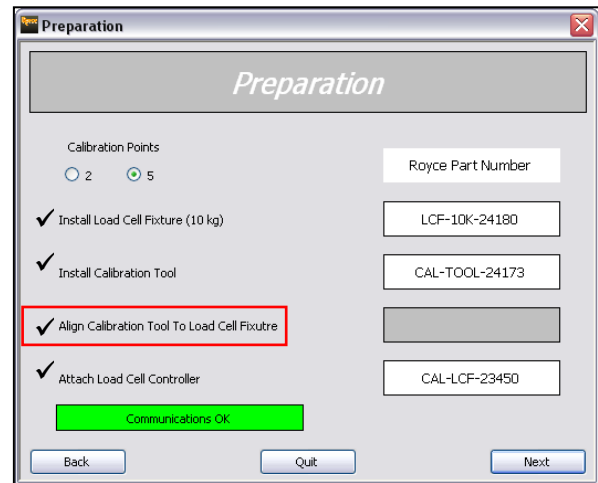 Royce Preparation
Preparation
Calibration Points
2 5
Royce Part Number
Install Load Cell Fixture (10 kg) LCF-10K-24180
Install Calibration Tool CAL-TOOL-24173
Align Calibration Tool To Load Cell Fixutre
Attach Load Cell Controller CAL-LCF-23450
Communications OK
Back Quit Next